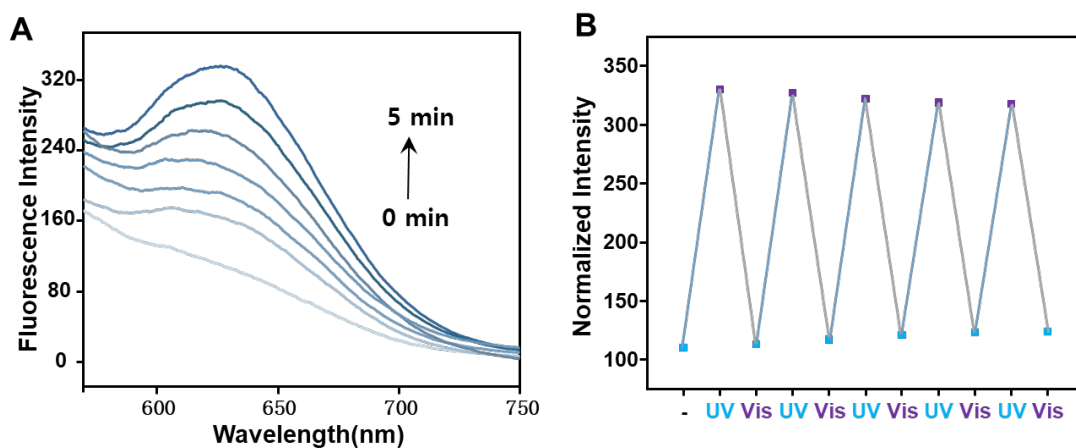 A
Fluorescence Intensity
320
240
160
80
0
5 min
0 min
600
650
700
750
Wavelength(nm)
B
Normalized Intensity
350
300
250
200
150
100
- UV Vis UV Vis UV Vis UV Vis UV Vis